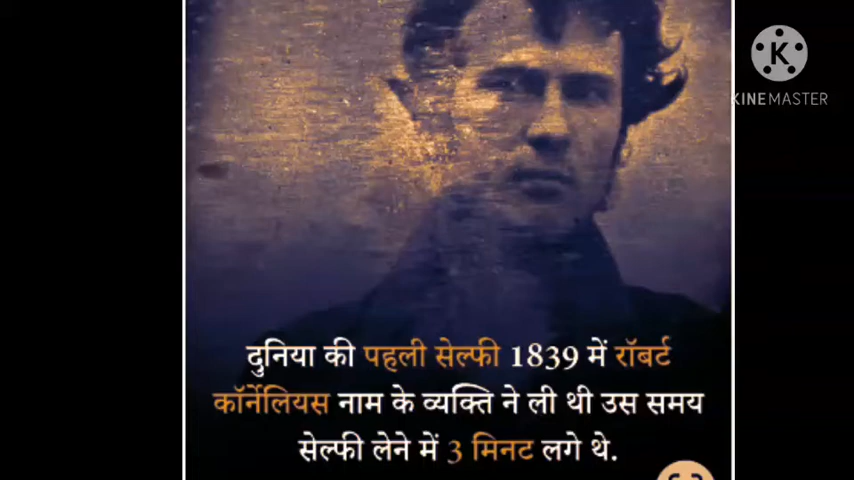 K
KINEMASTER
दुनिया की पहली सेल्फी 1839 में रॉबर्ट
कॉर्नेलियस नाम के व्यक्ति ने ली थी उस समय
सेल्फी लेने में 3 मिनट लगे थे.